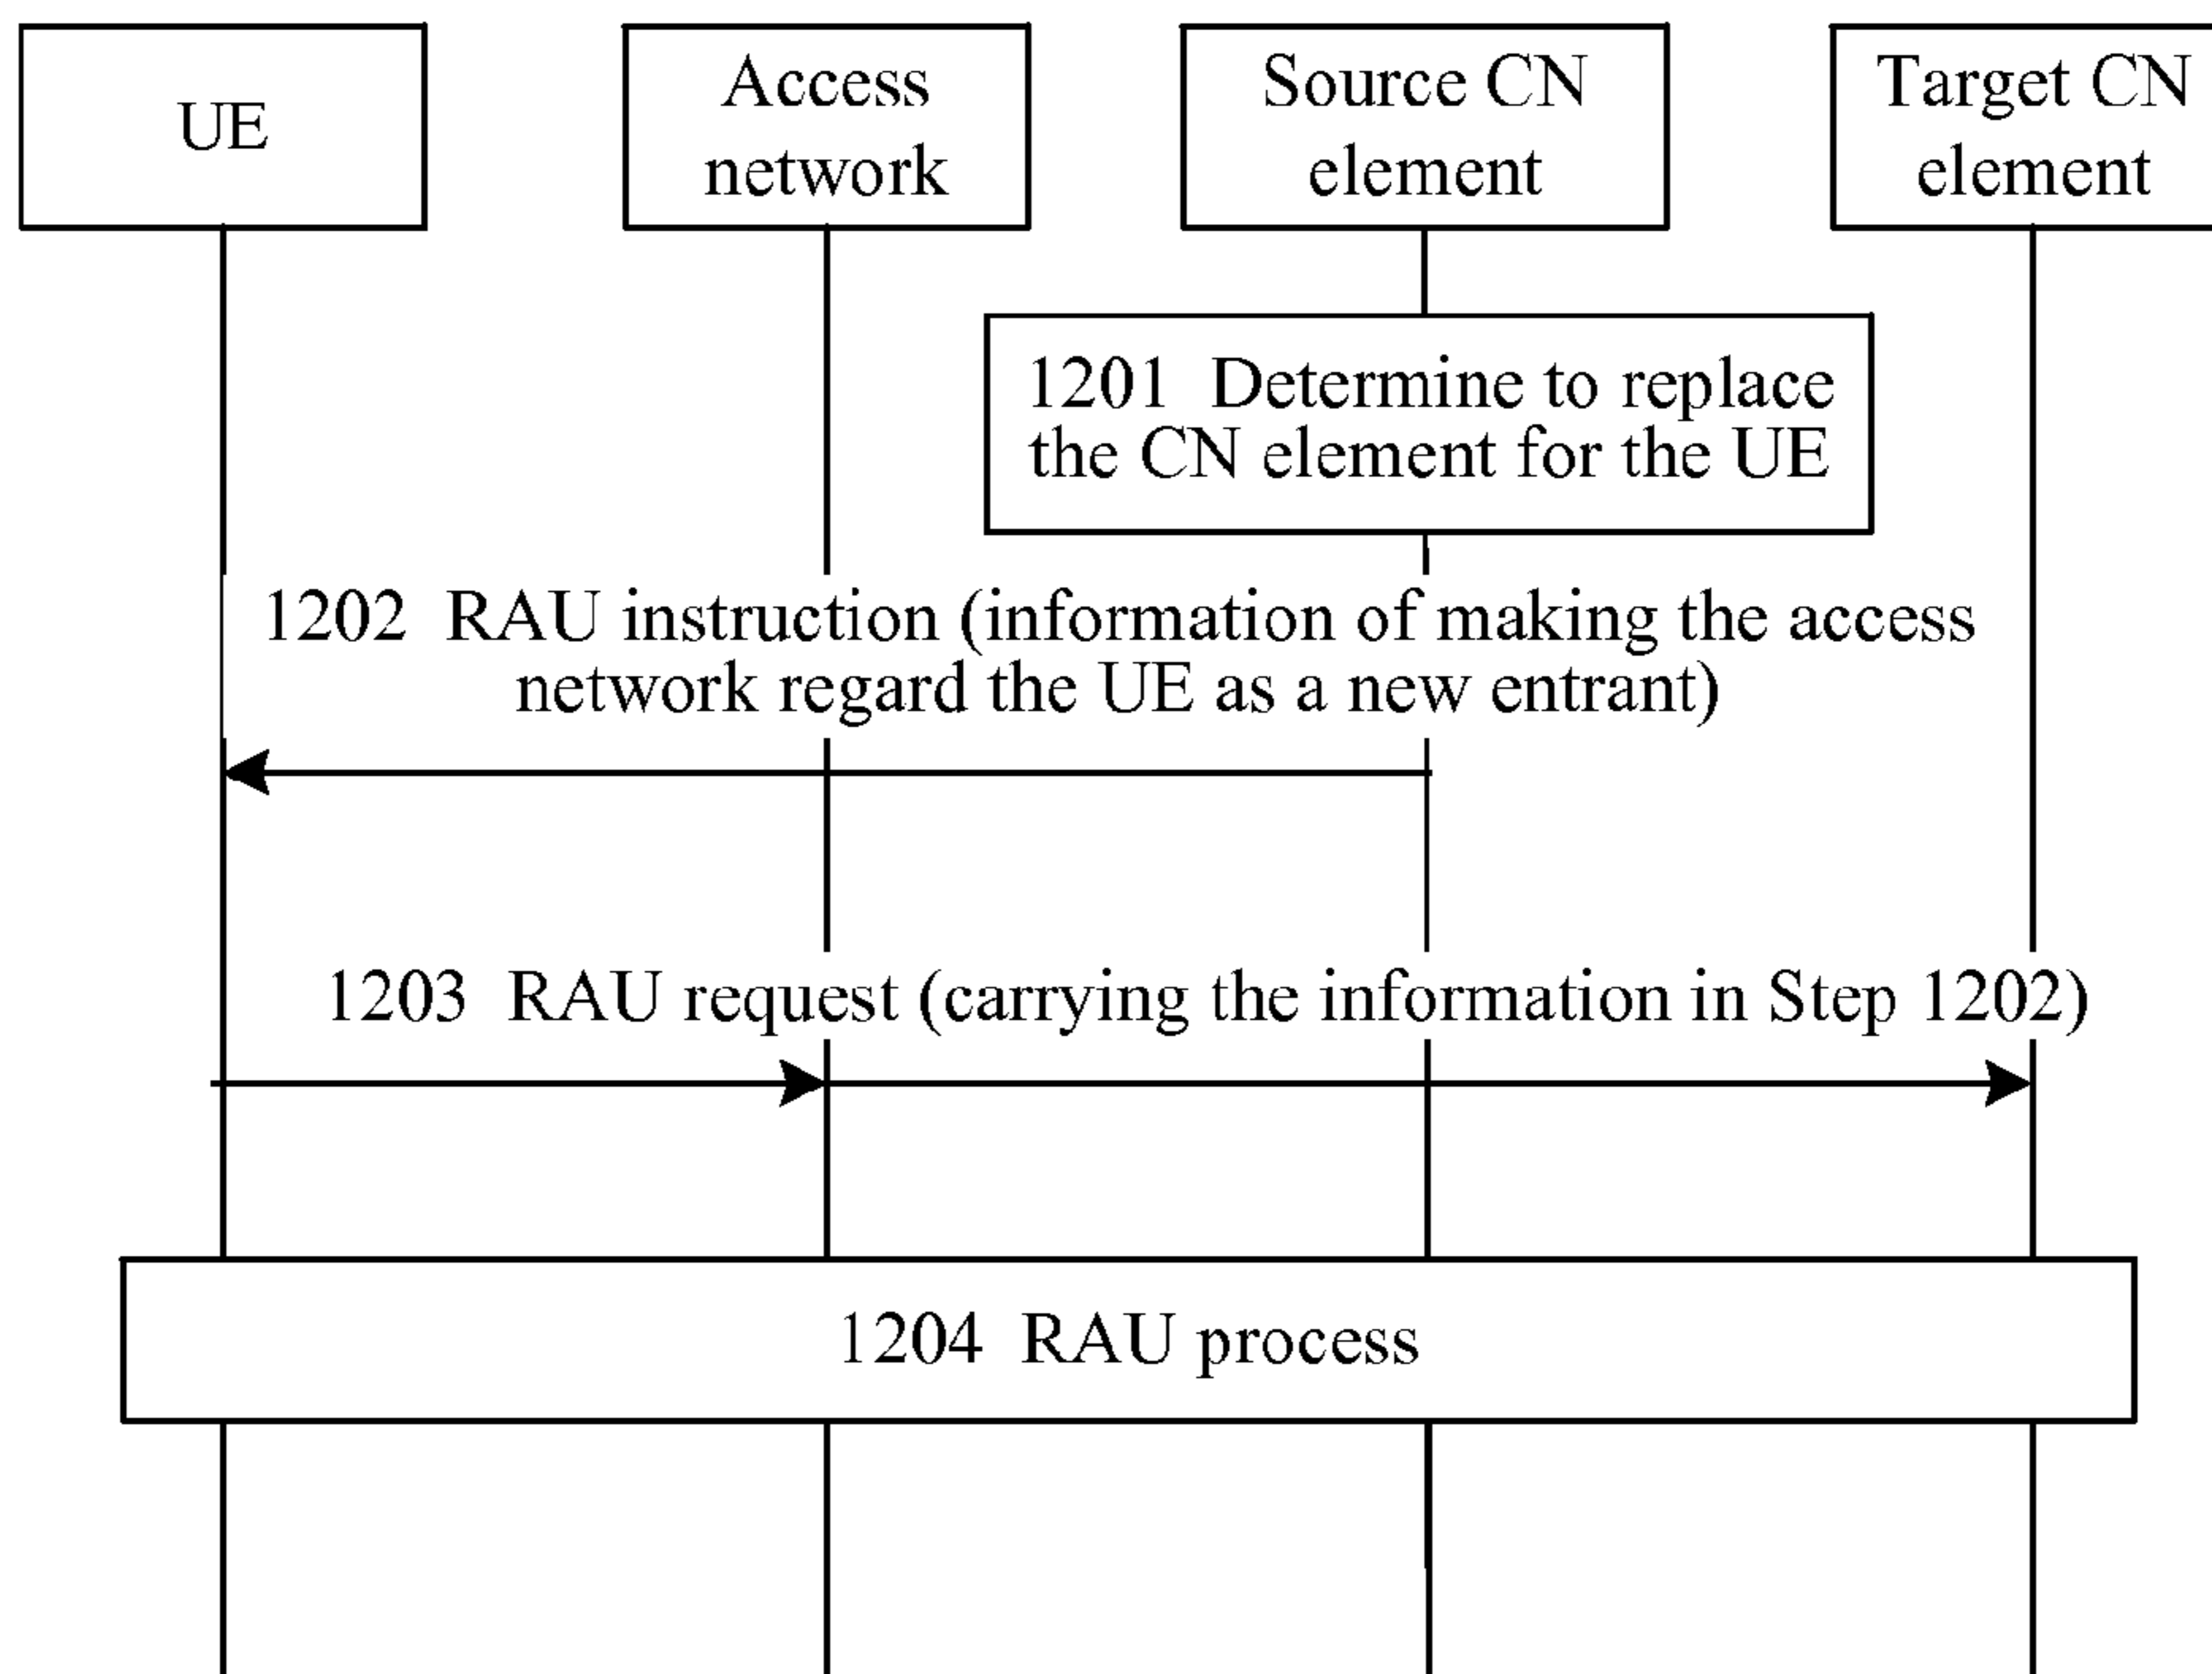 UE
Access
network
Source CN
element
Target CN
element
1201 Determine to replace
the CN element for the UE
1202 RAU instruction (information of making the access
network regard the UE as a new entrant)
1203 RAU request (carrying the information in Step 1202)
1204 RAU process